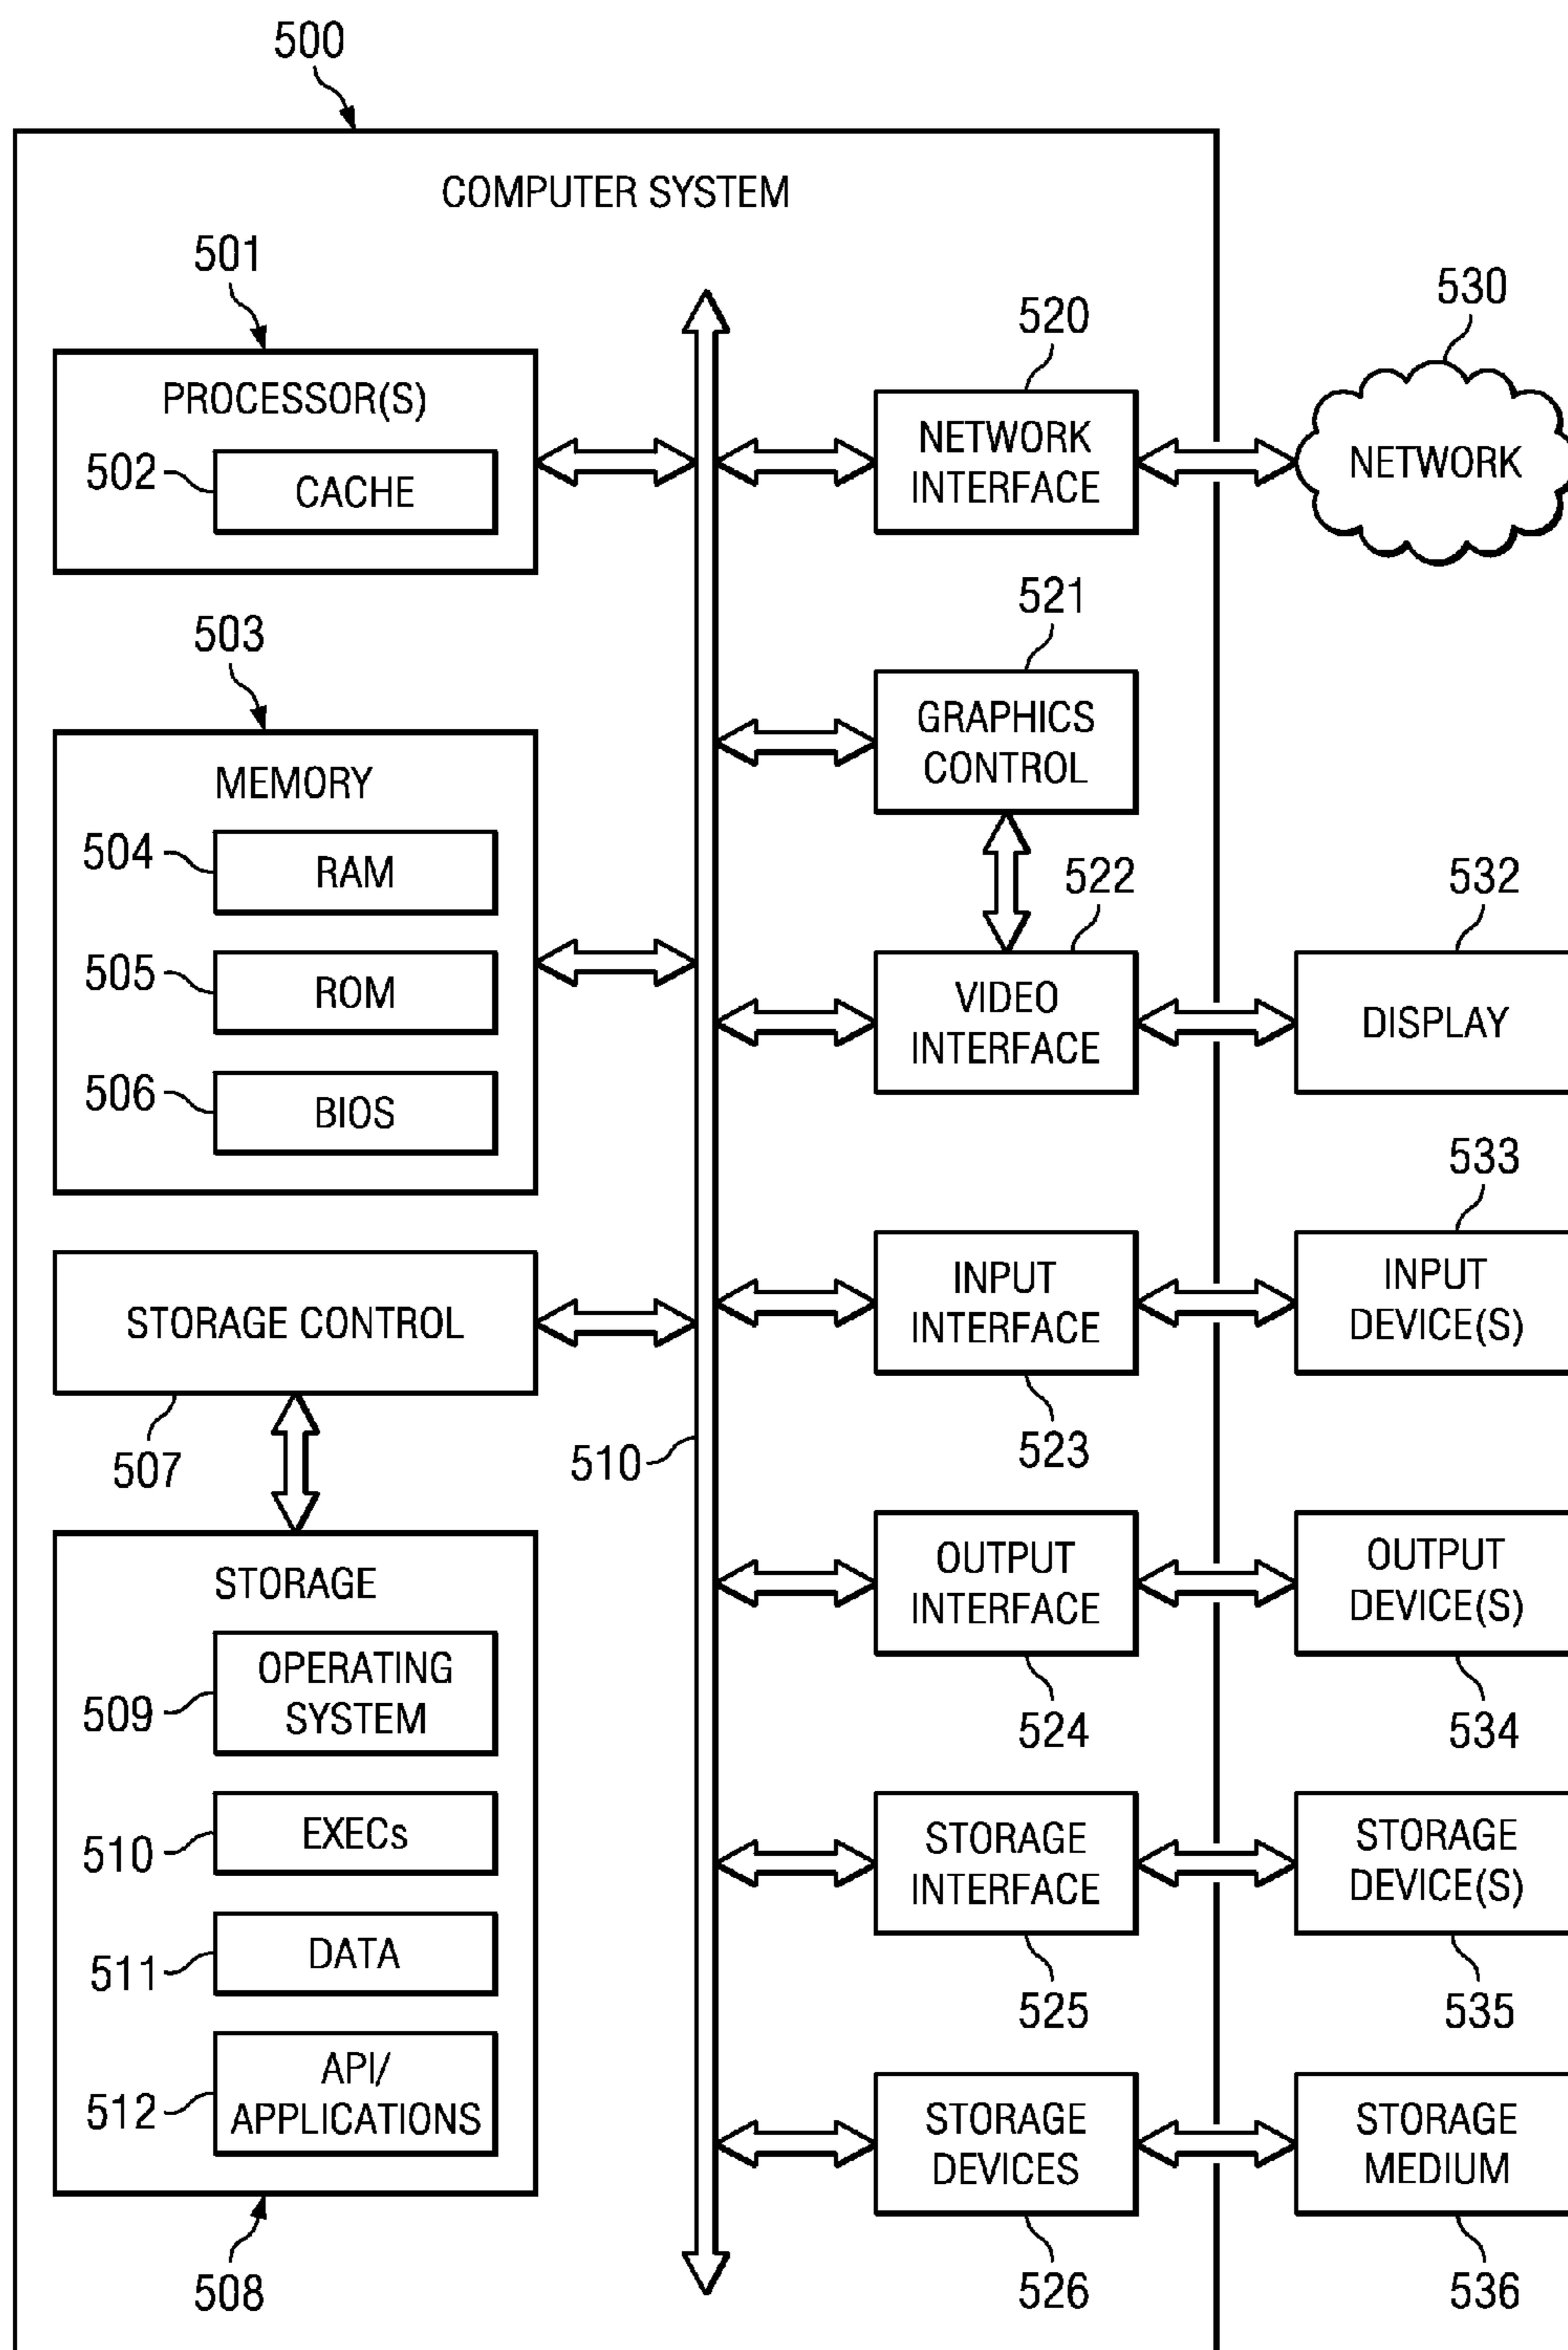 500
COMPUTER SYSTEM
501
PROCESSOR(S)
502
CACHE
503
MEMORY
504
RAM
505
ROM
506
BIOS
STORAGE CONTROL
507
510
STORAGE
509
OPERATING
SYSTEM
510
EXECs
511
DATA
512
API/
APPLICATIONS
508
520
NETWORK
INTERFACE
530
NETWORK
521
GRAPHICS
CONTROL
522
VIDEO
INTERFACE
532
DISPLAY
INPUT
INTERFACE
523
533
INPUT
DEVICE(S)
OUTPUT
INTERFACE
524
OUTPUT
DEVICE(S)
534
STORAGE
INTERFACE
525
STORAGE
DEVICE(S)
535
STORAGE
DEVICES
526
STORAGE
MEDIUM
536